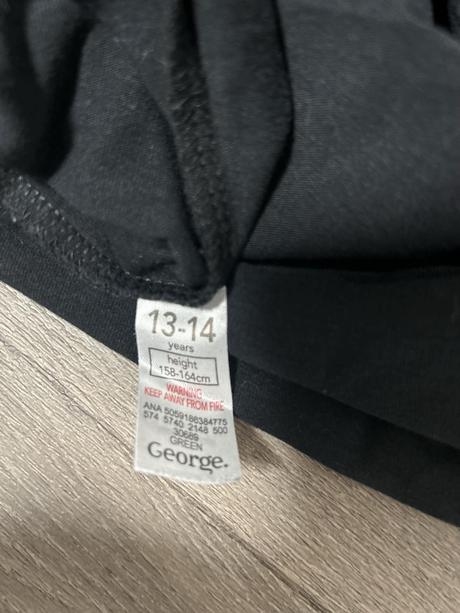 13-14
years
height
158-164cm
WARNING
KEEP AWAY FROM FIRE
ANA 5059186384775
574 5740 2148 500
30689
GREEN
George.